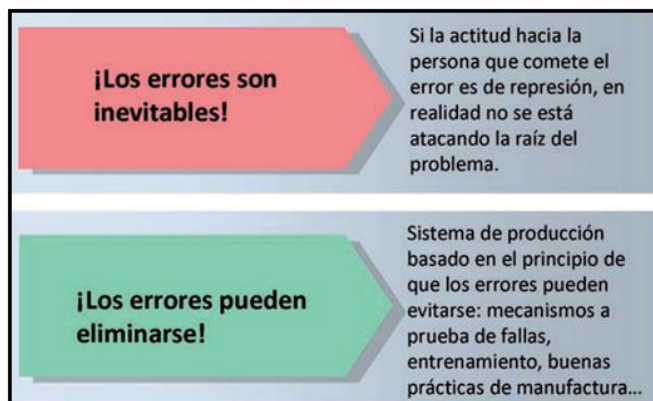 ¡Los errores son
inevitables!
Si la actitud hacia la
persona que comete el
error es de represión, en
realidad no se está
atacando la raíz del
problema.
¡Los errores pueden
eliminarse!
Sistema de producción
basado en el principio de
que los errores pueden
evitarse: mecanismos a
prueba de fallas,
entrenamiento, buenas
prácticas de manufactura...